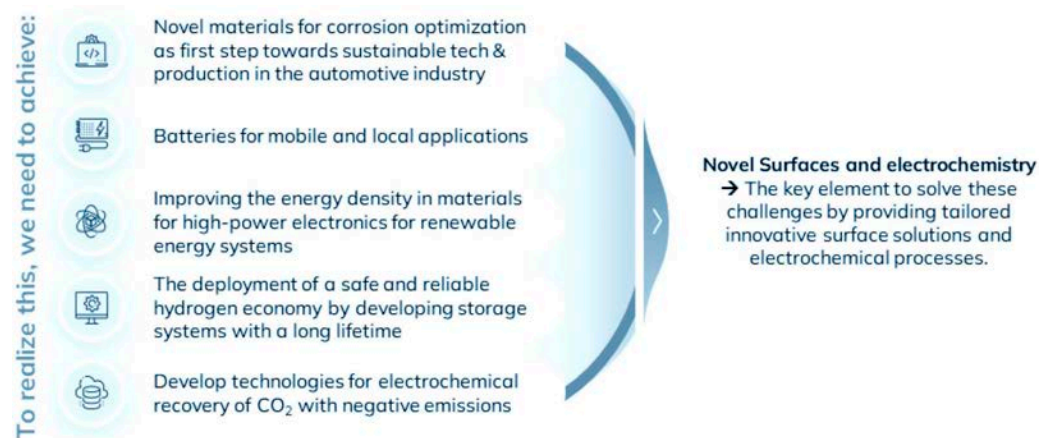 To realize this, we need to achieve:
</>
Novel materials for corrosion optimization
as first step towards sustainable tech &
production in the automotive industry
Batteries for mobile and local applications
Improving the energy density in materials
for high-power electronics for renewable
energy systems
The deployment of a safe and reliable
hydrogen economy by developing storage
systems with a long lifetime
Develop technologies for electrochemical
recovery of CO₂ with negative emissions
Novel Surfaces and electrochemistry
→ The key element to solve these
challenges by providing tailored
innovative surface solutions and
electrochemical processes.